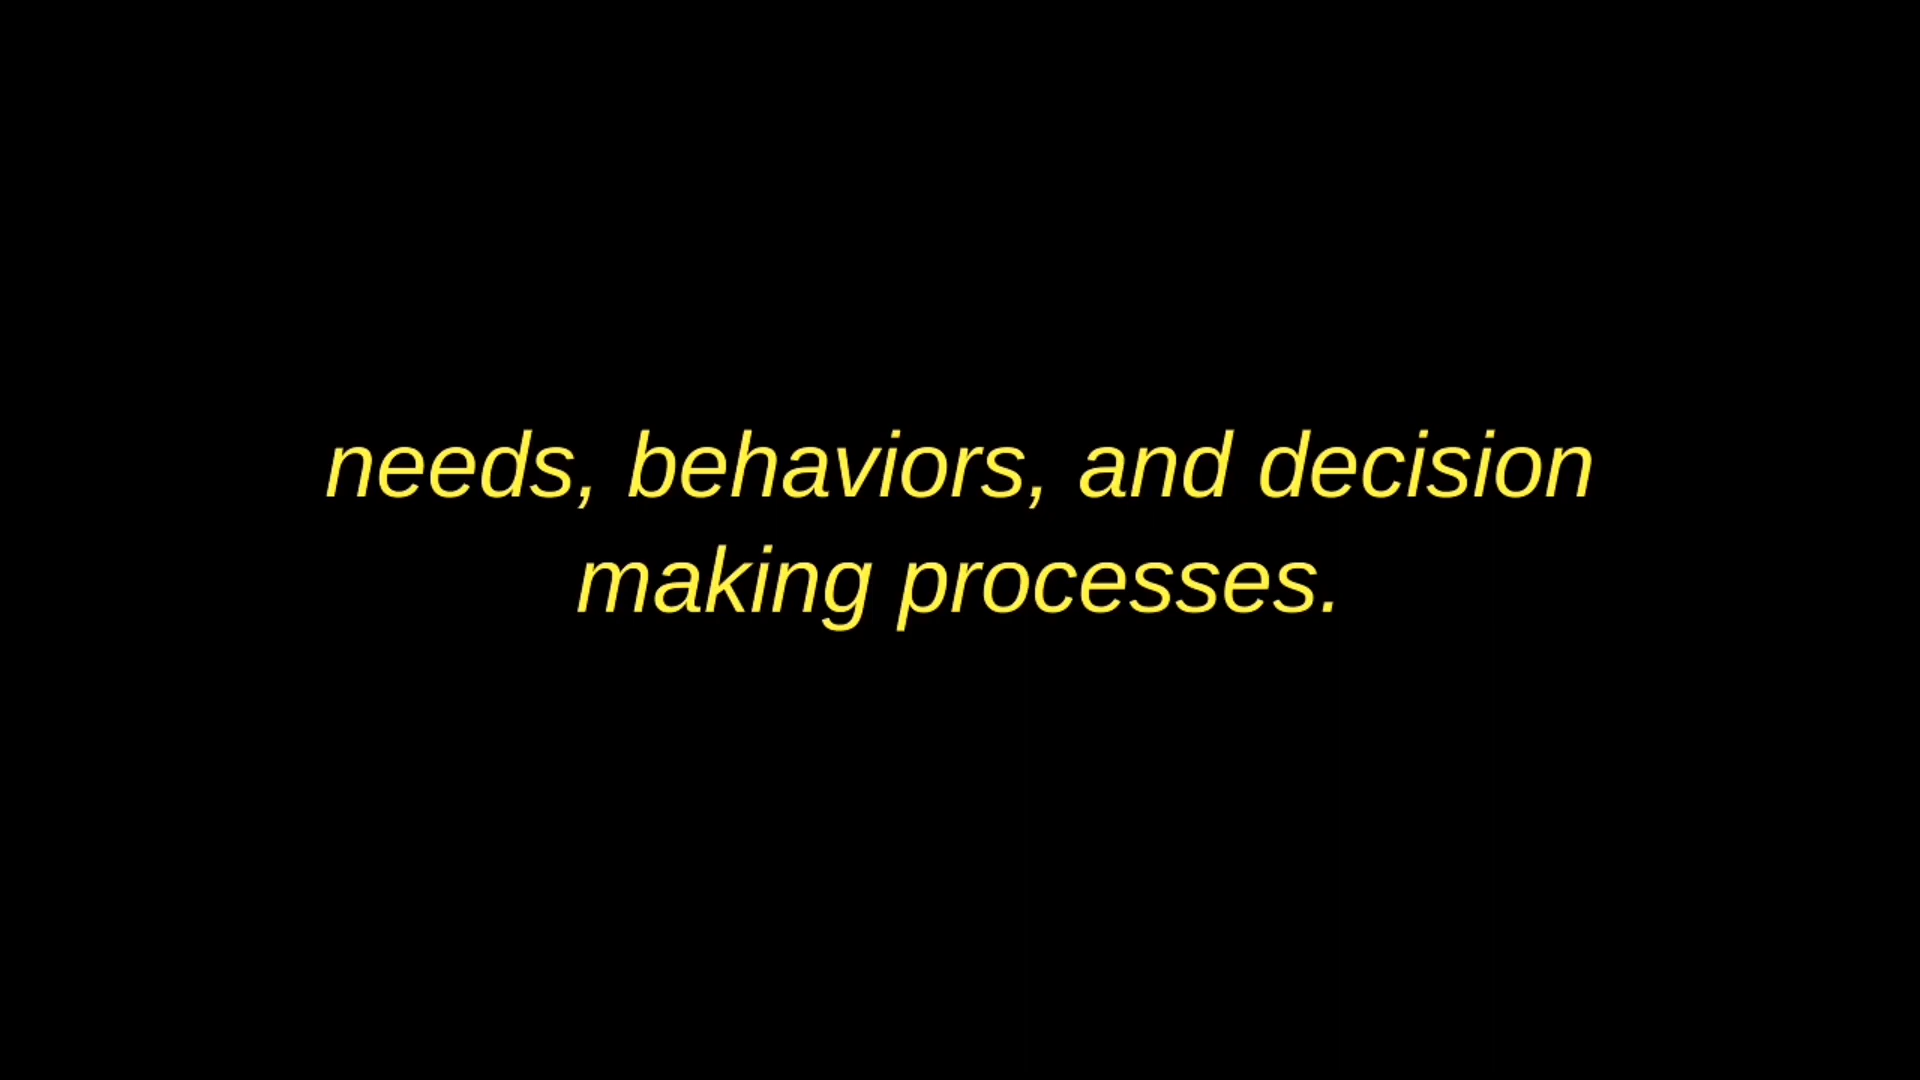 needs, behaviors, and decision
making processes.